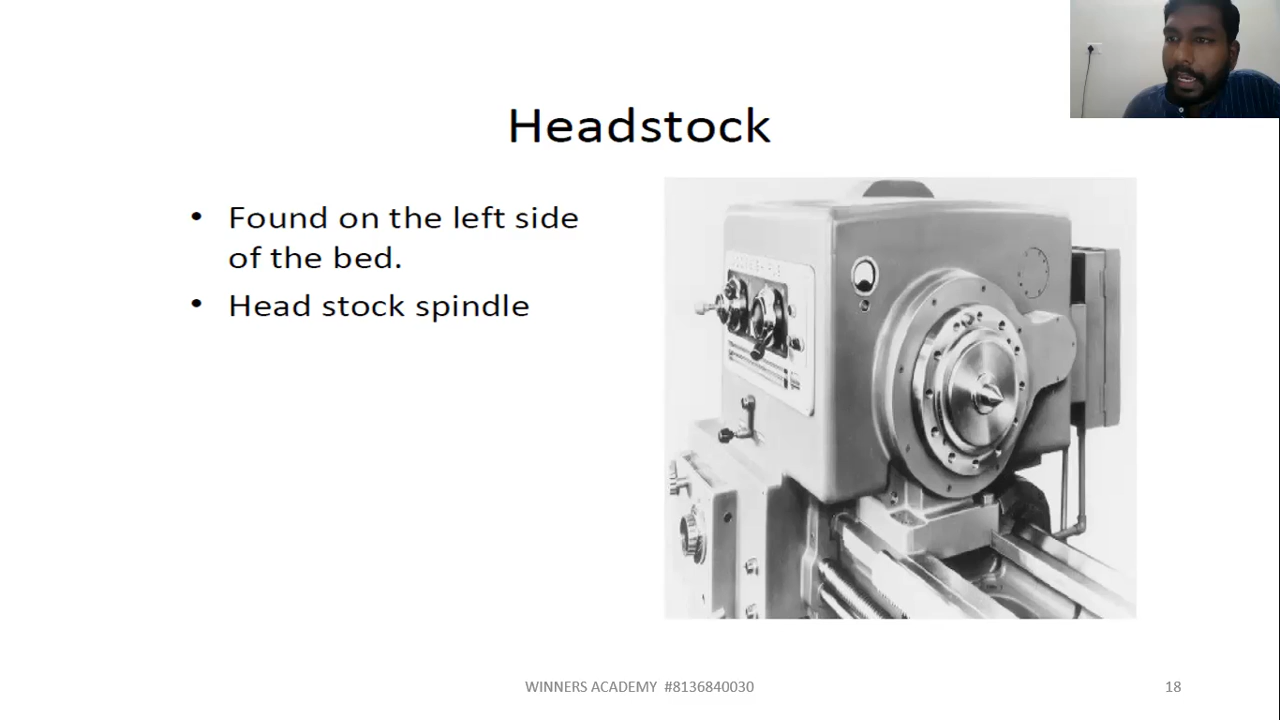 Headstock
• Found on the left side
of the bed.
• Head stock spindle
WINNERS ACADEMY #8136840030
18